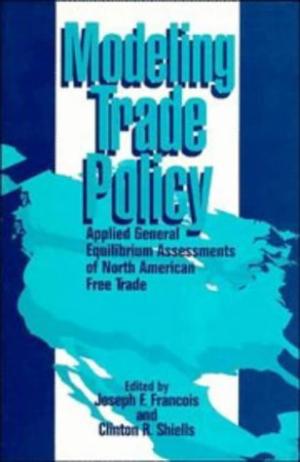 Modeling
Trade
Policy
Applied General
Equilibrium Assessments
of North American
Free Trade
Edited by
Joseph F. Francois
and
Clinton R. Shiells